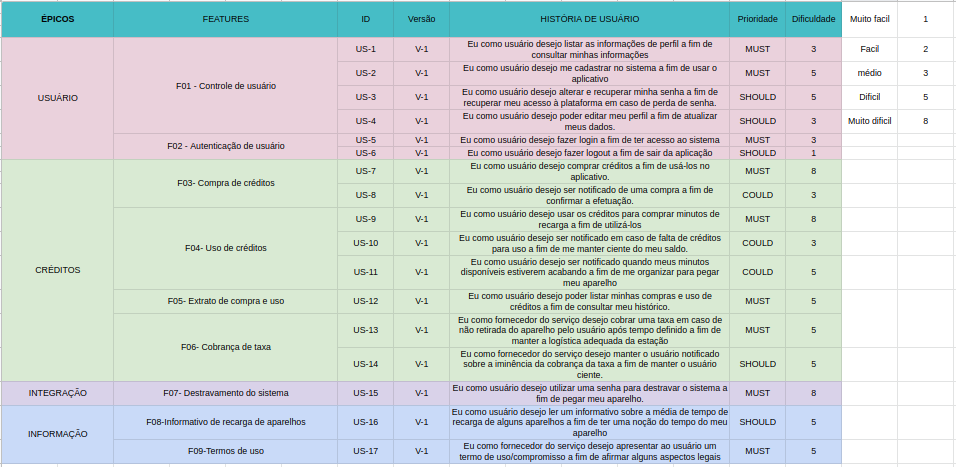 ÉPICOS FEATURES ID Versão HISTÓRIA DE USUÁRIO Prioridade Dificuldade Muito facil 1
USUÁRIO
F01 - Controle de usuário
US-1 V-1 Eu como usuário desejo listar as informações de perfil a fim de
consultar minhas informações
MUST 3 Facil 2
US-2 V-1 Eu como usuário desejo me cadastrar no sistema a fim de usar o
aplicativo
MUST 5 médio 3
US-3 V-1 Eu como usuário desejo alterar e recuperar minha senha a fim de
recuperar meu acesso à plataforma em caso de perda de senha.
SHOULD 5 Dificil 5
US-4 V-1 Eu como usuário desejo poder editar meu perfil a fim de atualizar
meus dados.
SHOULD 3 Muito dificil 8
F02 - Autenticação de usuário
US-5 V-1 Eu como usuário desejo fazer login a fim de ter acesso ao sistema MUST 3
US-6 V-1 Eu como usuário desejo fazer logout a fim de sair da aplicação SHOULD 1
CRÉDITOS
F03- Compra de créditos
US-7 V-1 Eu como usuário desejo comprar créditos a fim de usá-los no
aplicativo.
MUST 8
US-8 V-1 Eu como usuário desejo ser notificado de uma compra a fim de
confirmar a efetuação.
COULD 3
F04- Uso de créditos
US-9 V-1 Eu como usuário desejo usar os créditos para comprar minutos de
recarga a fim de utilizá-los
MUST 8
US-10 V-1 Eu como usuário desejo ser notificado em caso de falta de créditos
para uso a fim de me manter ciente do meu saldo.
COULD 3
US-11 V-1 Eu como usuário desejo ser notificado quando meus minutos
disponíveis estiverem acabando a fim de me organizar para pegar
meu aparelho
COULD 5
F05- Extrato de compra e uso
US-12 V-1 Eu como usuário desejo poder listar minhas compras e uso de
créditos a fim de consultar meu histórico.
MUST 5
F06- Cobrança de taxa
US-13 V-1 Eu como fornecedor do serviço desejo cobrar uma taxa em caso de
não retirada do aparelho pelo usuário após tempo definido a fim de
manter a logística adequada da estação
MUST 5
US-14 V-1 Eu como fornecedor do serviço desejo manter o usuário notificado
sobre a iminência da cobrança da taxa a fim de manter o usuário
ciente.
SHOULD 5
INTEGRAÇÃO
F07- Destravamento do sistema
US-15 V-1 Eu como usuário desejo utilizar uma senha para destravar o sistema a
fim de pegar meu aparelho.
MUST 8
INFORMAÇÃO
F08-Informativo de recarga de aparelhos
US-16 V-1 Eu como usuário desejo ler um informativo sobre a média de tempo de
recarga de alguns aparelhos a fim de ter uma noção do tempo do meu
aparelho
SHOULD 5
F09-Termos de uso
US-17 V-1 Eu como fornecedor do serviço desejo apresentar ao usuário um
termo de uso/compromisso a fim de afirmar alguns aspectos legais
MUST 5